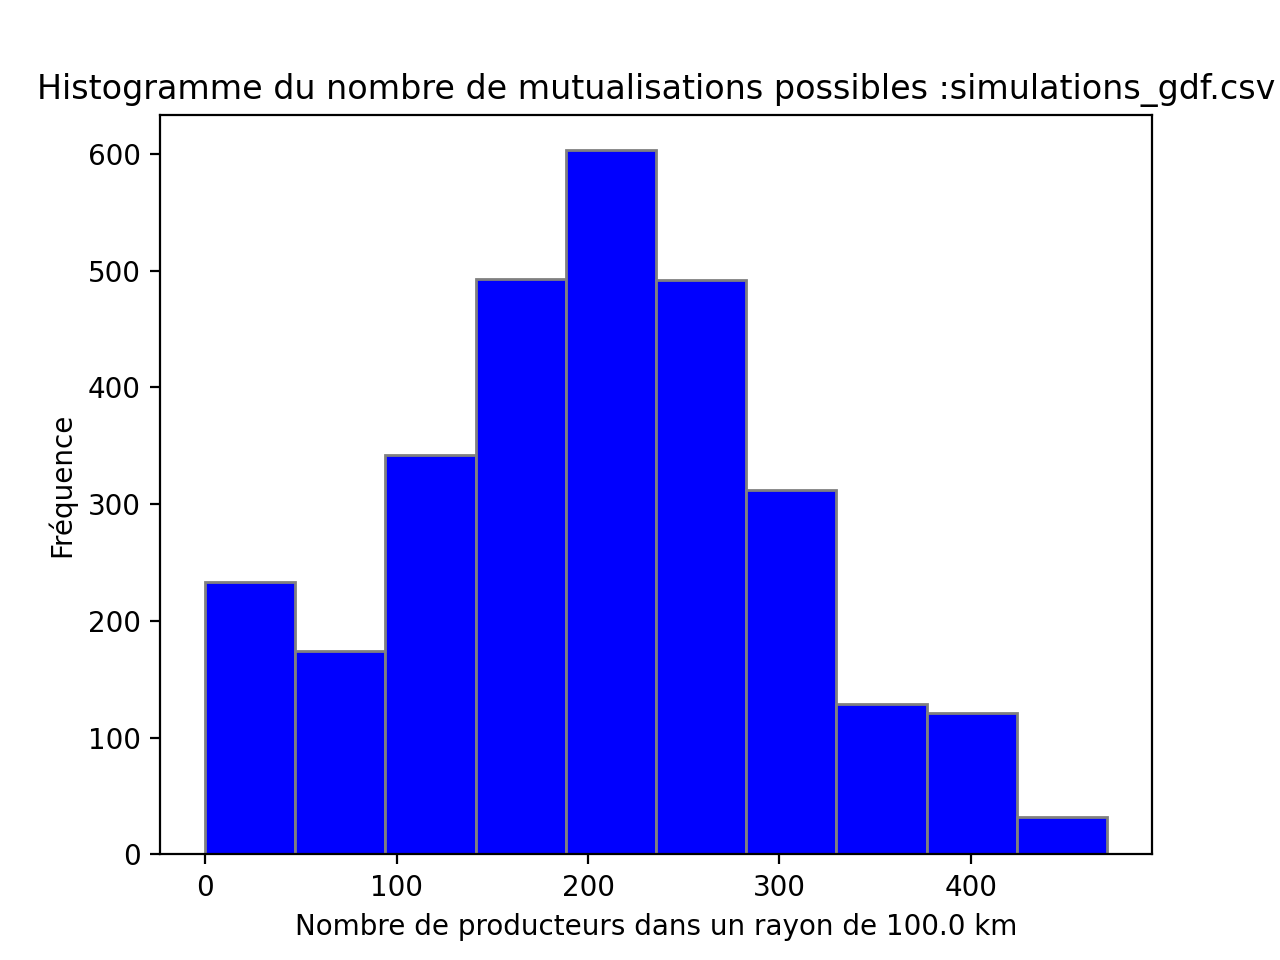 Histogramme du nombre de mutualisations possibles :simulations_gdf.csv
600
500
400
300
200
100
0
Fréquence
0 100 200 300 400
Nombre de producteurs dans un rayon de 100.0 km